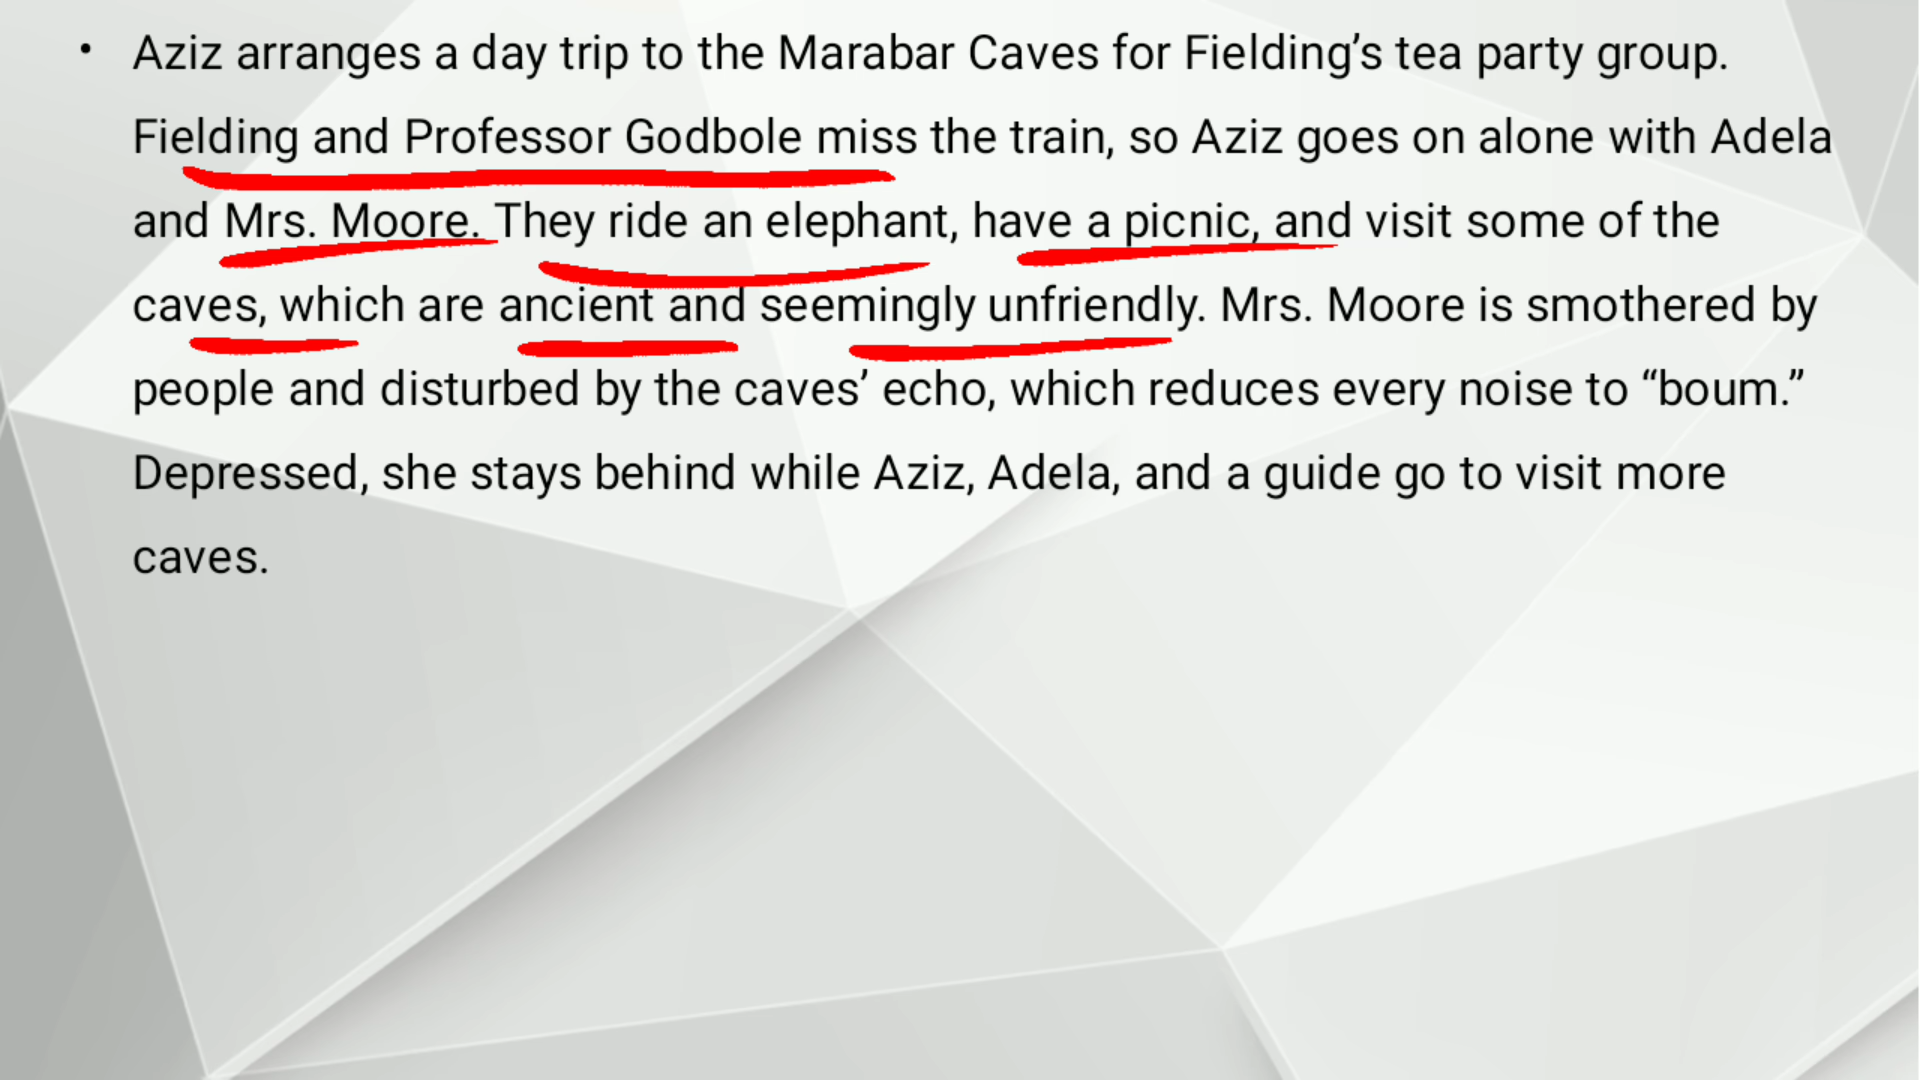 • Aziz arranges a day trip to the Marabar Caves for Fielding’s tea party group.
Fielding and Professor Godbole miss the train, so Aziz goes on alone with Adela
and Mrs. Moore. They ride an elephant, have a picnic, and visit some of the
caves, which are ancient and seemingly unfriendly. Mrs. Moore is smothered by
people and disturbed by the caves’ echo, which reduces every noise to “boum.”
Depressed, she stays behind while Aziz, Adela, and a guide go to visit more
caves.